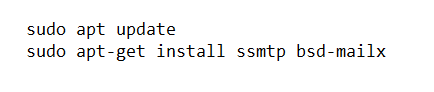 sudo apt update
sudo apt-get install ssmtp bsd-mailx